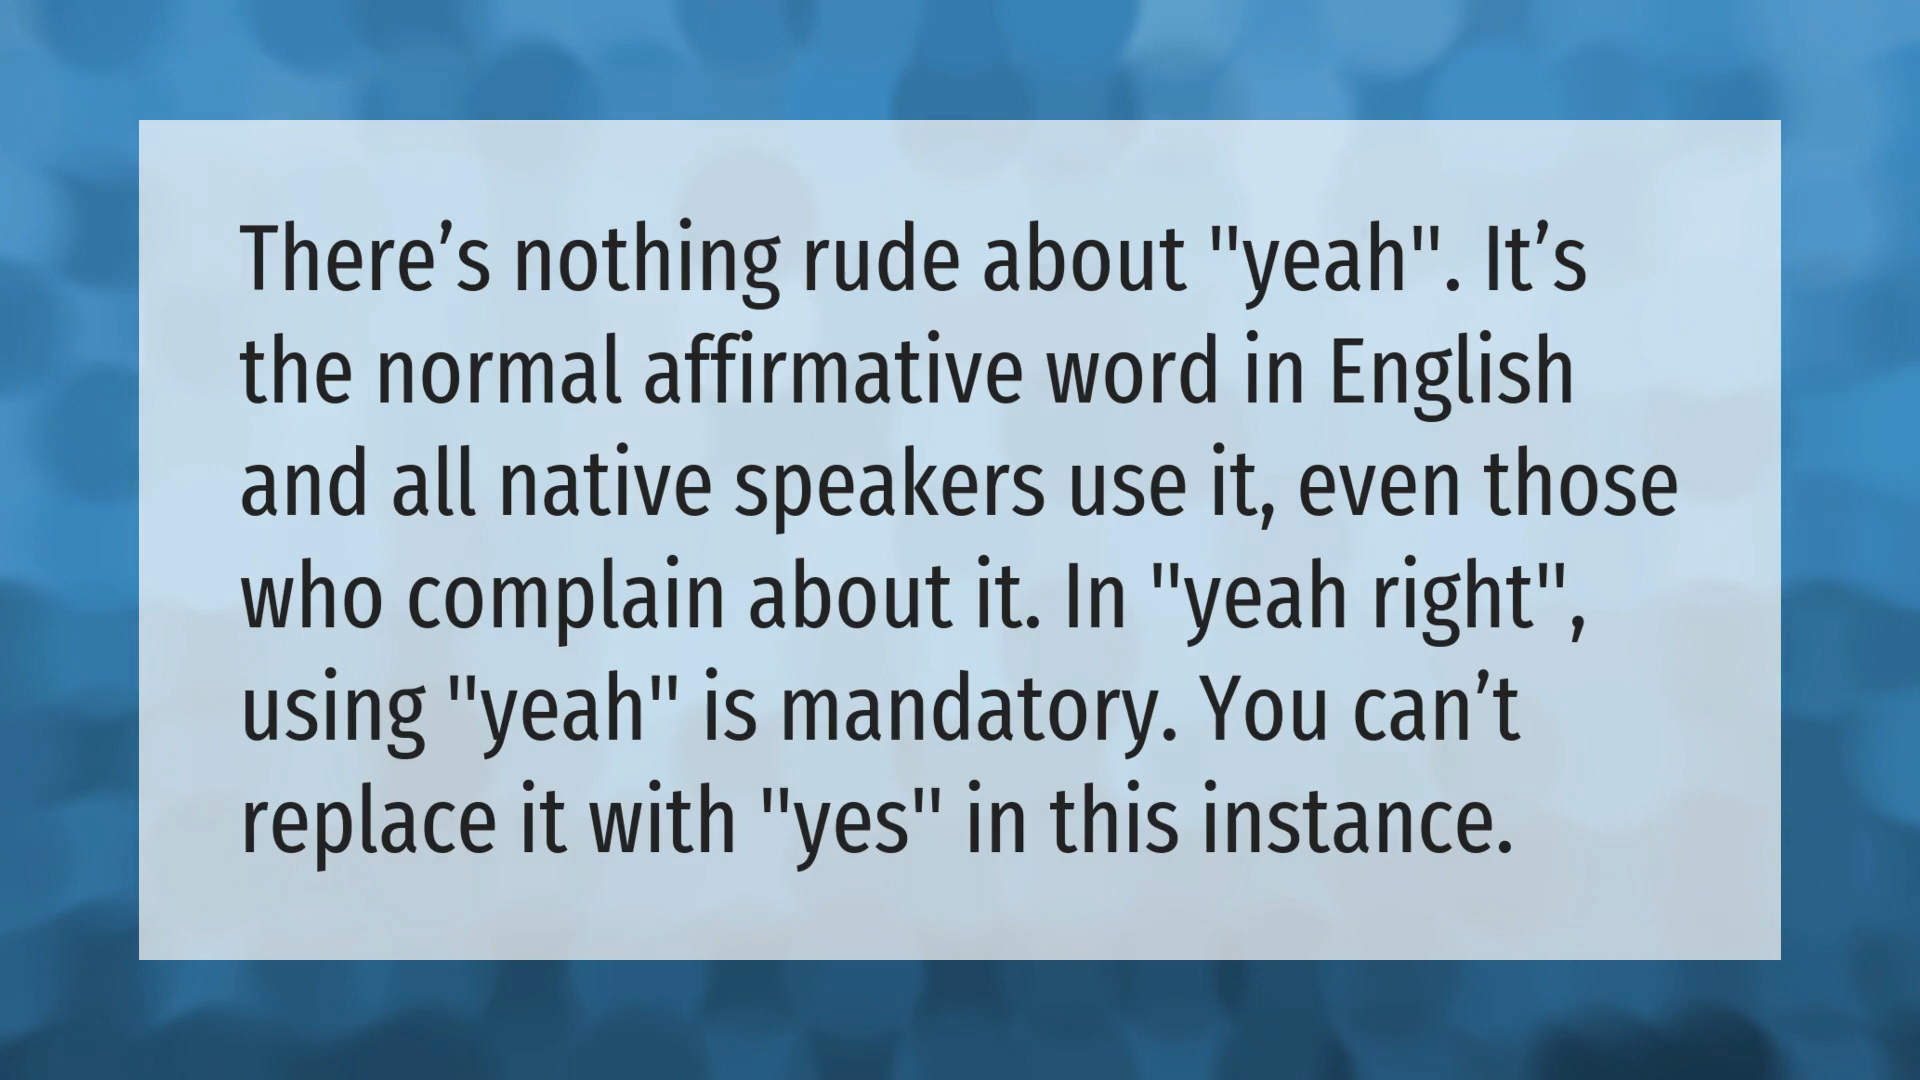 There’s nothing rude about "yeah". It’s
the normal affirmative word in English
and all native speakers use it, even those
who complain about it. In "yeah right",
using "yeah" is mandatory. You can’t
replace it with "yes" in this instance.